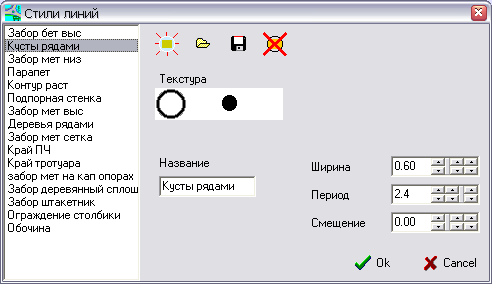 Стили линий
Забор бет выс
Кусты рядами
Забор мет низ
Парапет
Контур раст
Подпорная стенка
Забор мет выс
Деревья рядами
Забор мет сетка
Край ПЧ
Край тротуара
забор мет на кап опорах
Забор деревянный сплош
Забор штакетник
Ограждение столбики
Обочина
Текстура
Название
Кусты рядами
Ширина 0.60
Период 2.4
Смещение 0.00
Ok Cancel